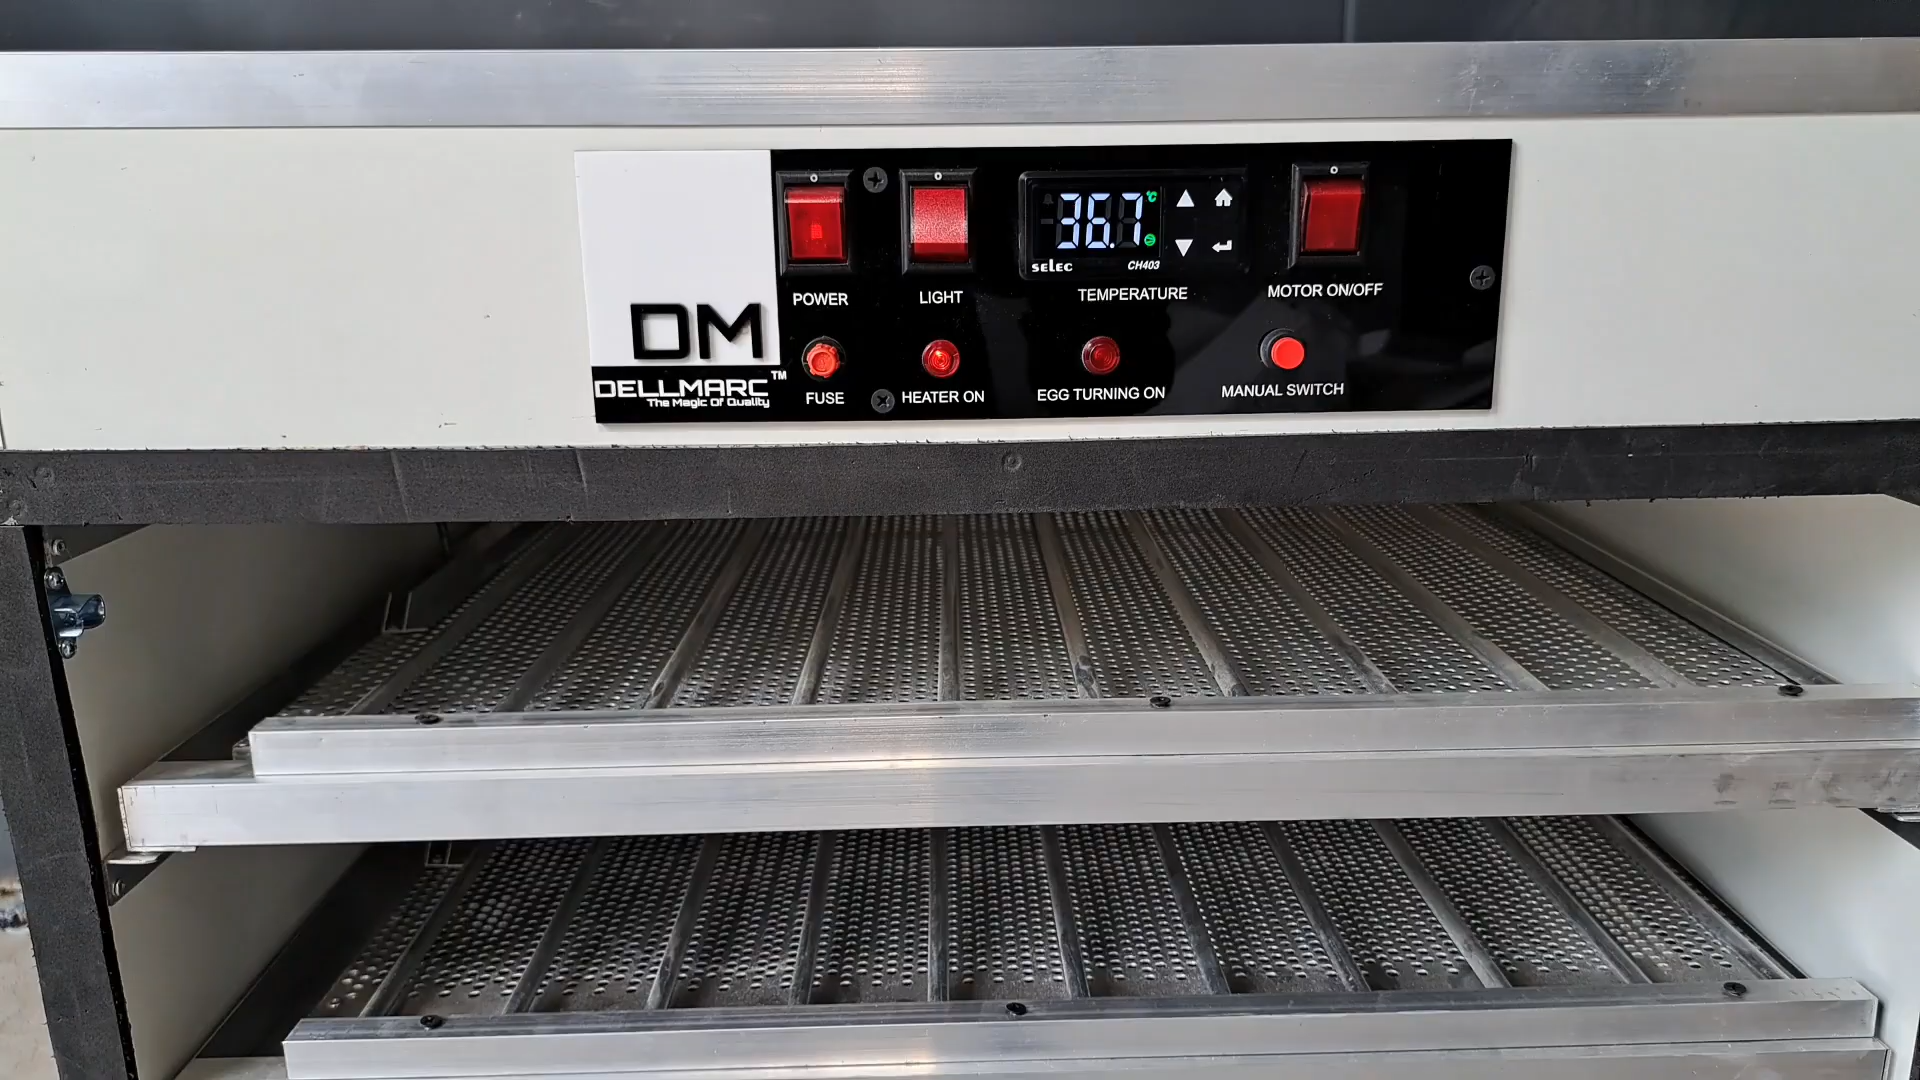 POWER
LIGHT
36.7 °C
selec
CH403
TEMPERATURE
MOTOR ON/OFF
DM
DELLMARC™
The Magic Of Quality
FUSE
HEATER ON
EGG TURNING ON
MANUAL SWITCH